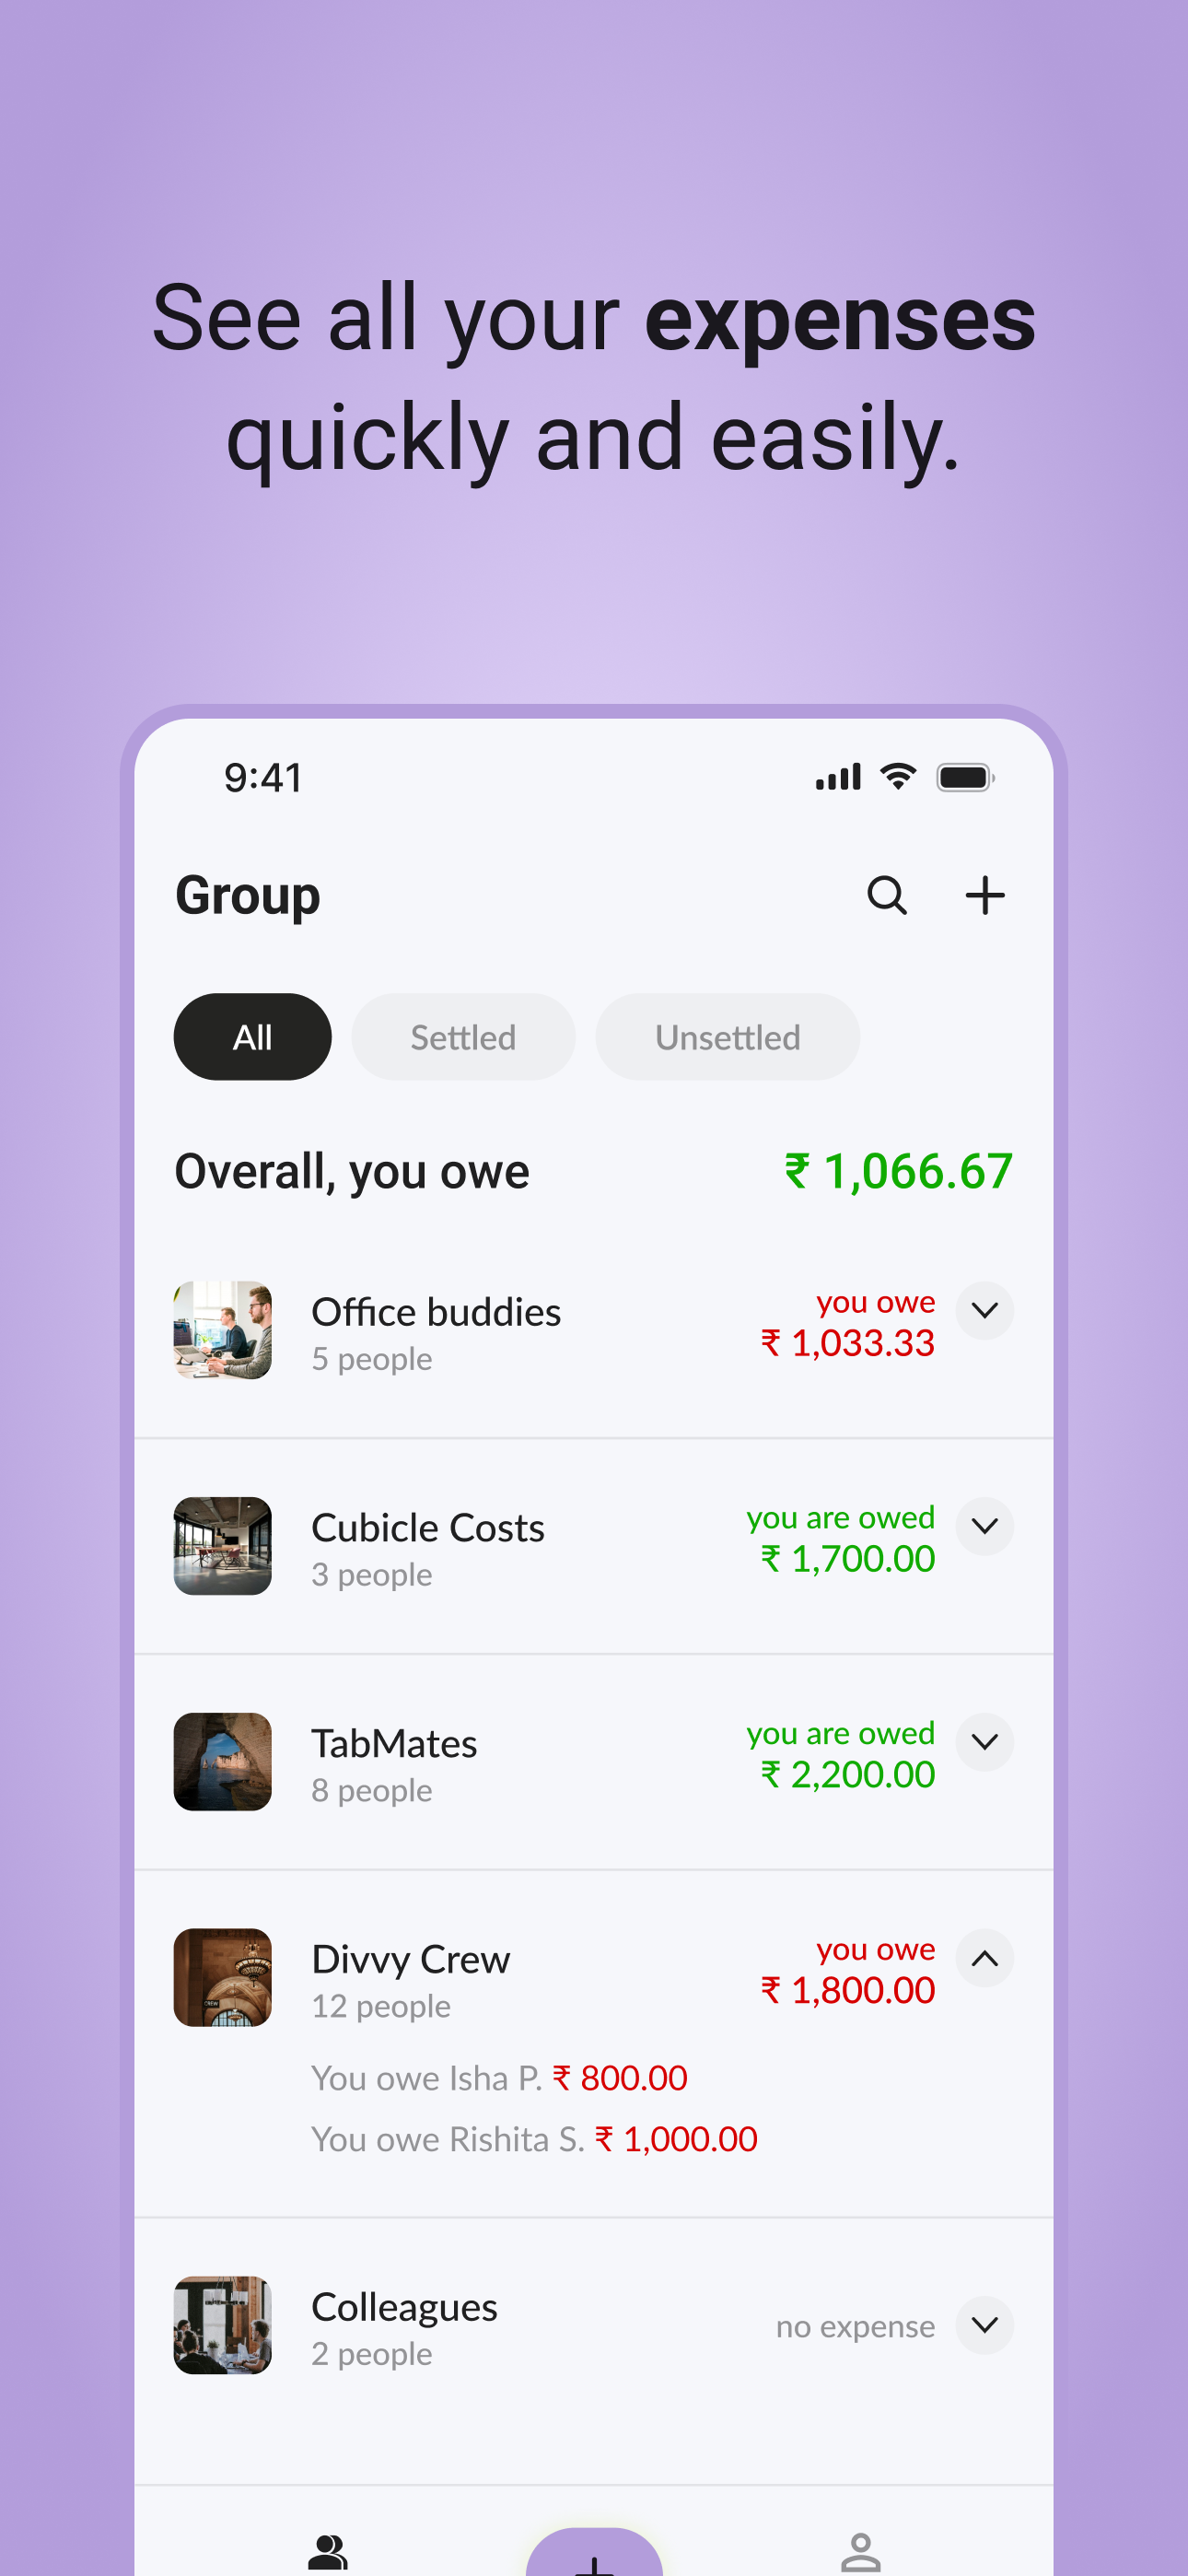 See all your expenses
quickly and easily.
9:41
Group
All
Settled
Unsettled
Overall, you owe
₹ 1,066.67
Office buddies
5 people
you owe
₹ 1,033.33
Cubicle Costs
3 people
you are owed
₹ 1,700.00
TabMates
8 people
you are owed
₹ 2,200.00
Divvy Crew
12 people
you owe
₹ 1,800.00
You owe Isha P. ₹ 800.00
You owe Rishita S. ₹ 1,000.00
Colleagues
2 people
no expense